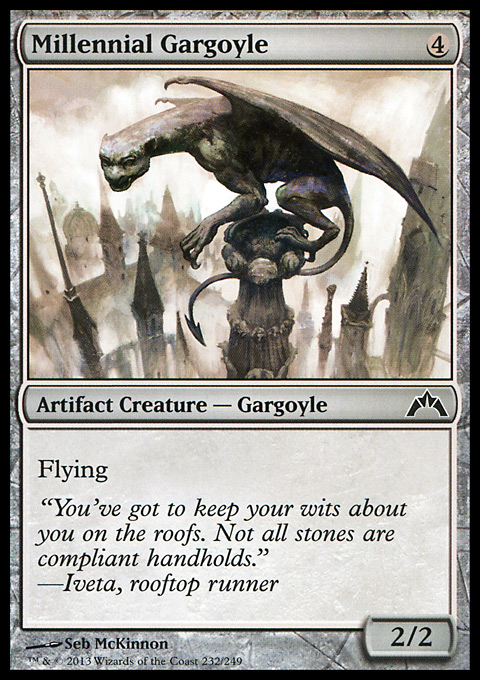 Millennial Gargoyle 4
Artifact Creature — Gargoyle
Flying
“You’ve got to keep your wits about
you on the roofs. Not all stones are
compliant handholds.”
—Iveta, rooftop runner
2/2
Seb McKinnon
™ & © 2013 Wizards of the Coast 232/249